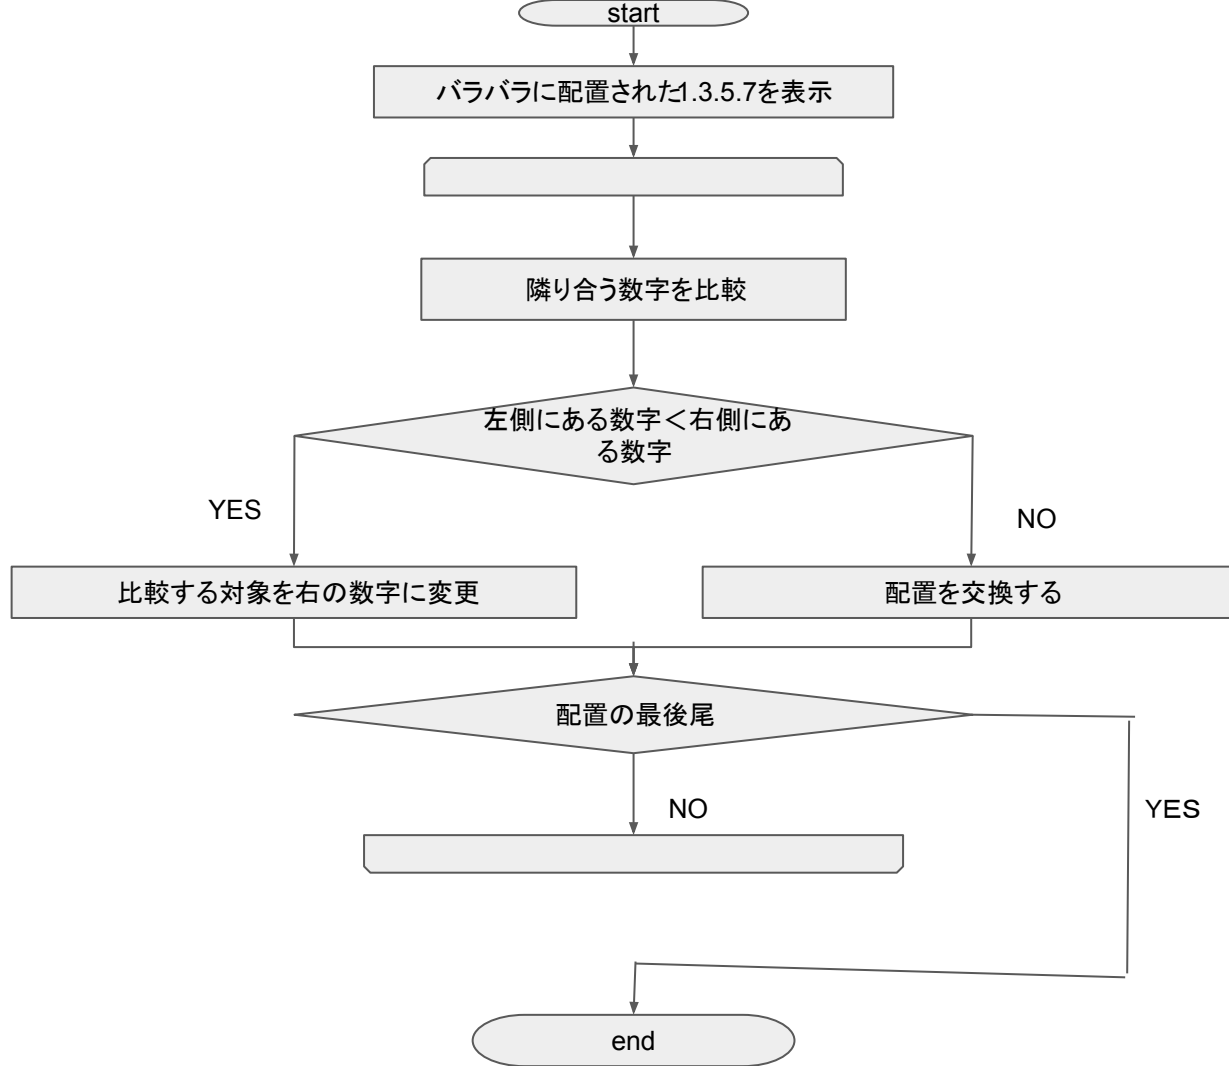 start
バラバラに配置された1.3.5.7を表示
隣り合う数字を比較
左側にある数字＜右側にあ
る数字
YES
NO
比較する対象を右の数字に変更
配置を交換する
配置の最後尾
NO
YES
end